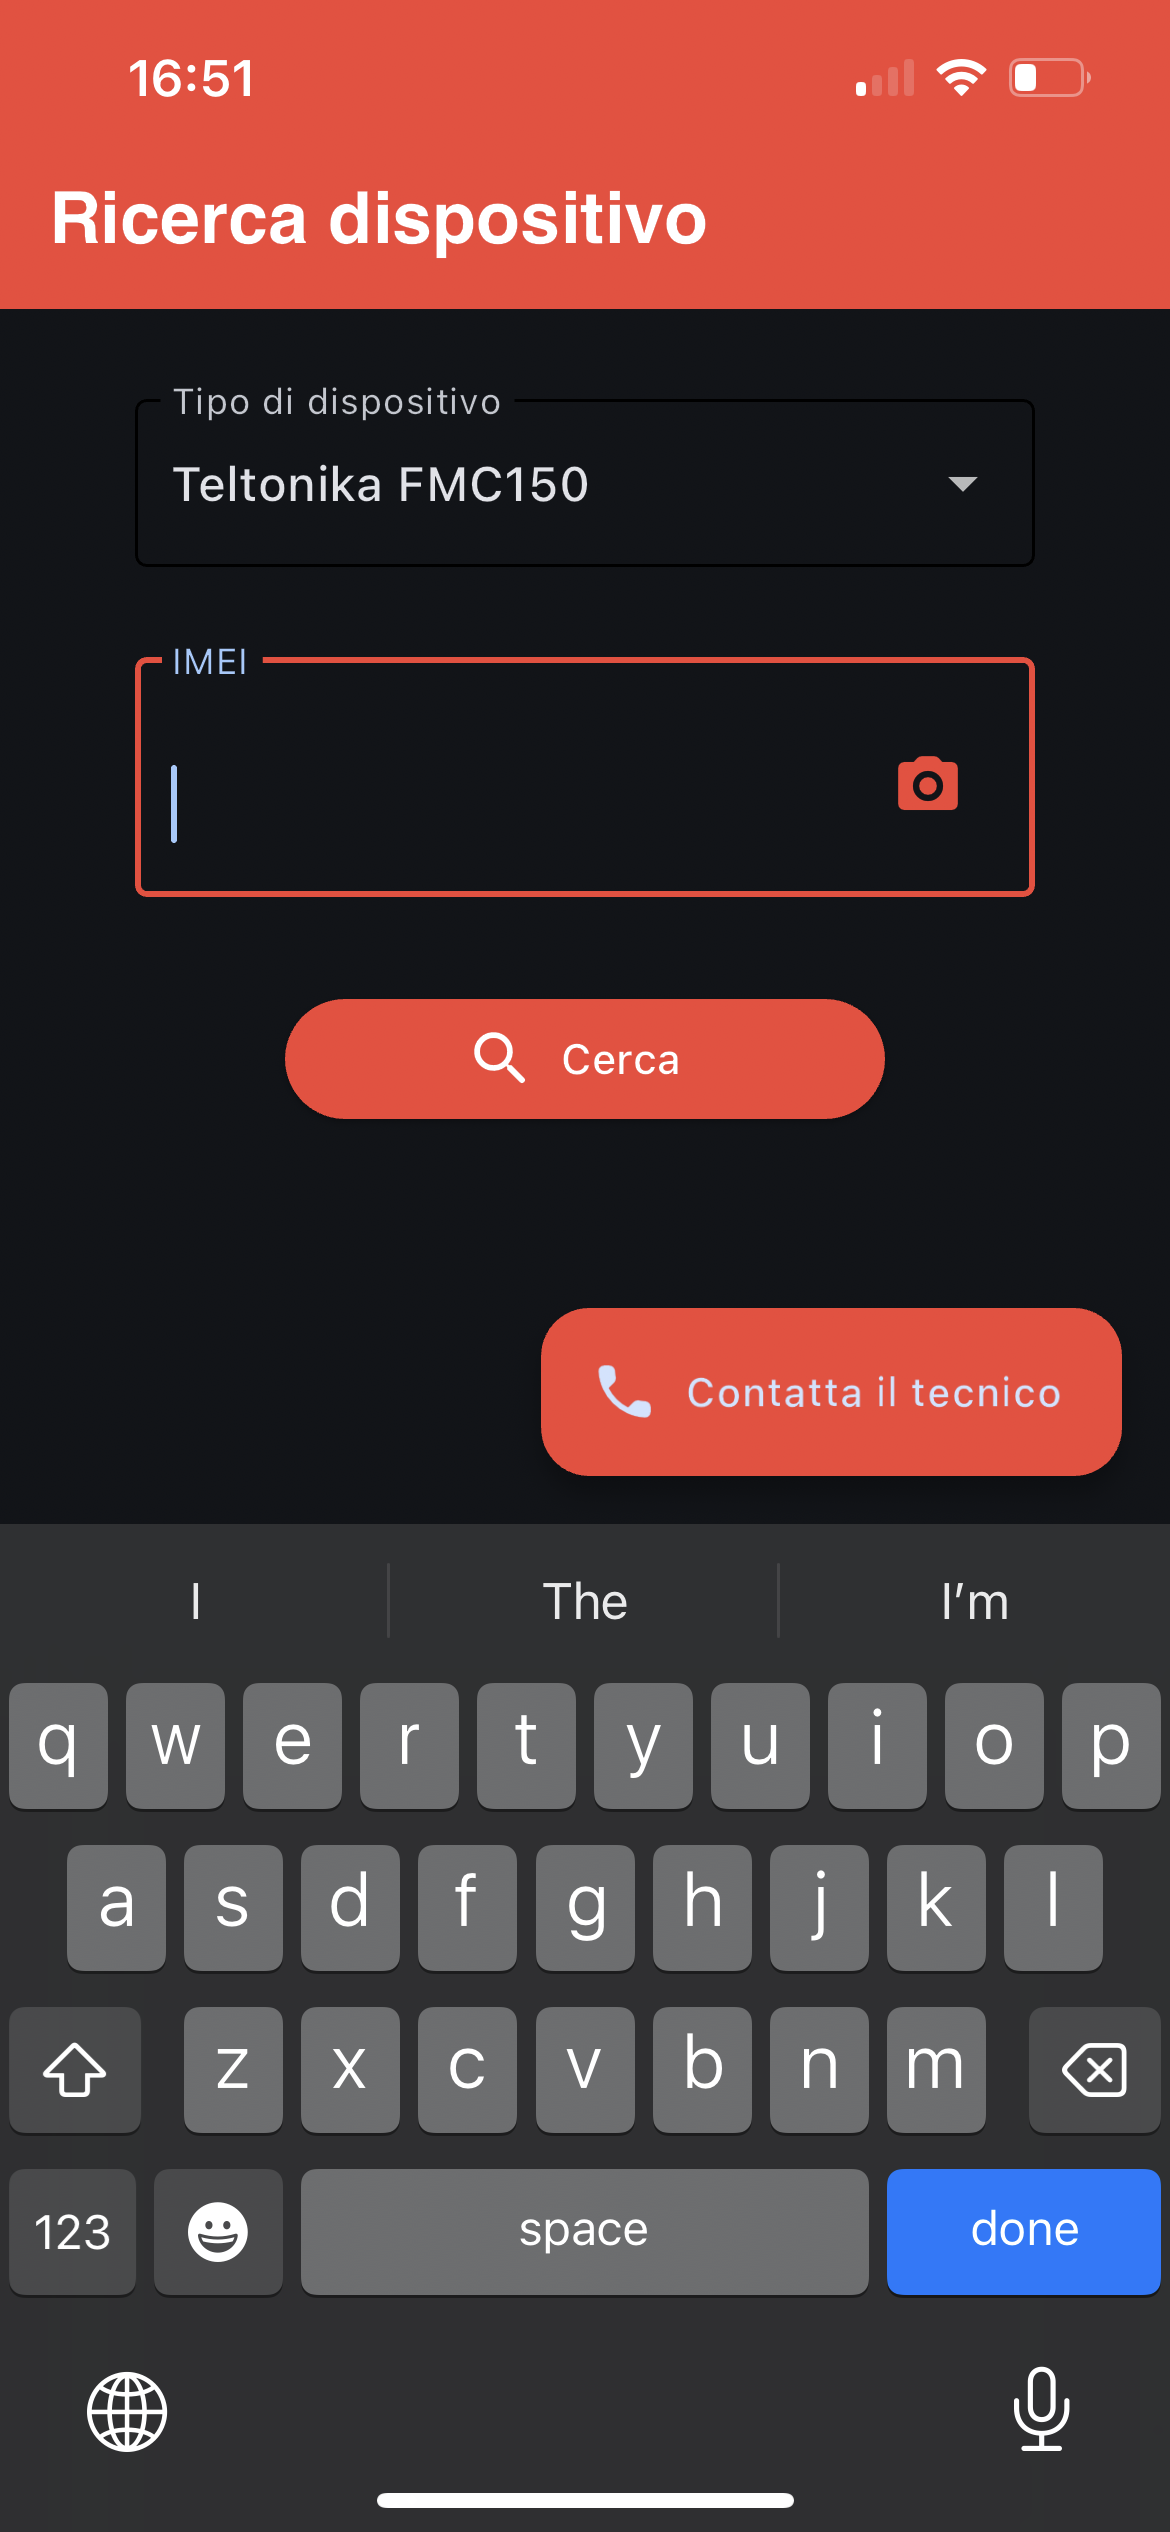 16:51
Ricerca dispositivo
Tipo di dispositivo
Teltonika FMC150
IMEI
Cerca
Contatta il tecnico
I The I’m
q w e r t y u i o p
a s d f g h j k l
z x c v b n m
123 space done